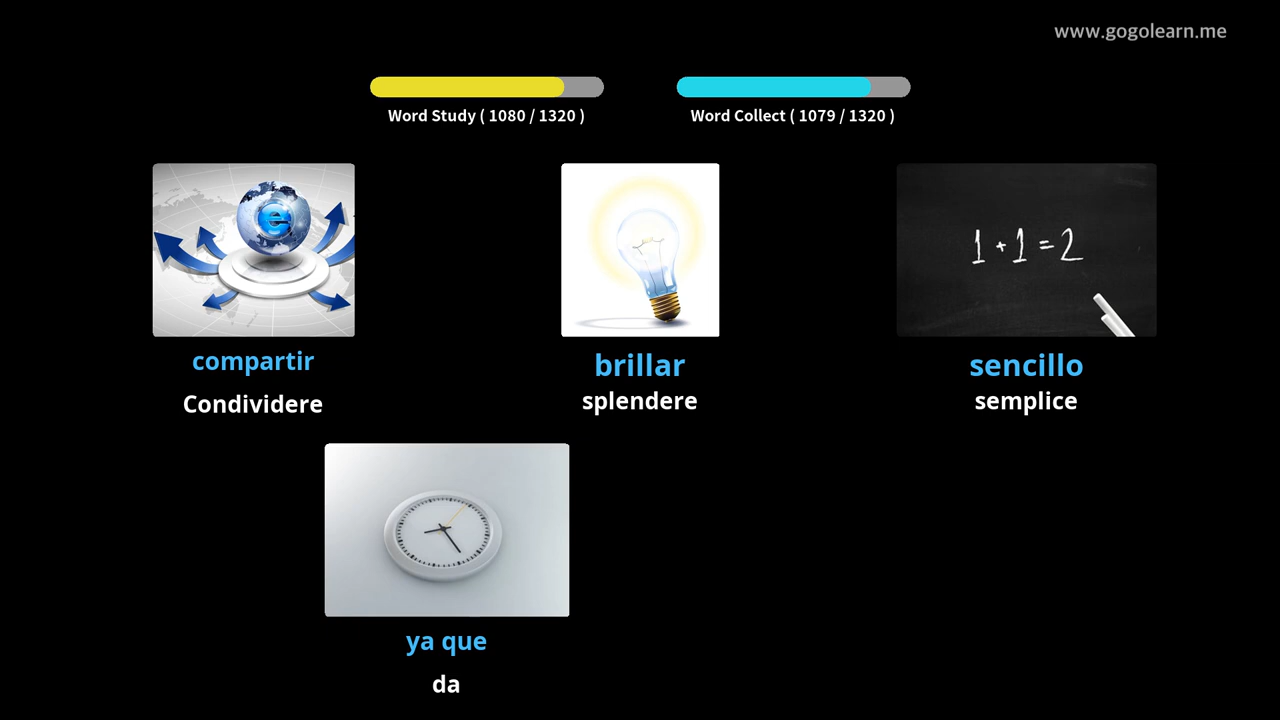 www.gogolearn.me
Word Study ( 1080 / 1320 )
Word Collect ( 1079 / 1320 )
e
1 + 1 = 2
compartir
Condividere
brillar
splendere
sencillo
semplice
ya que
da